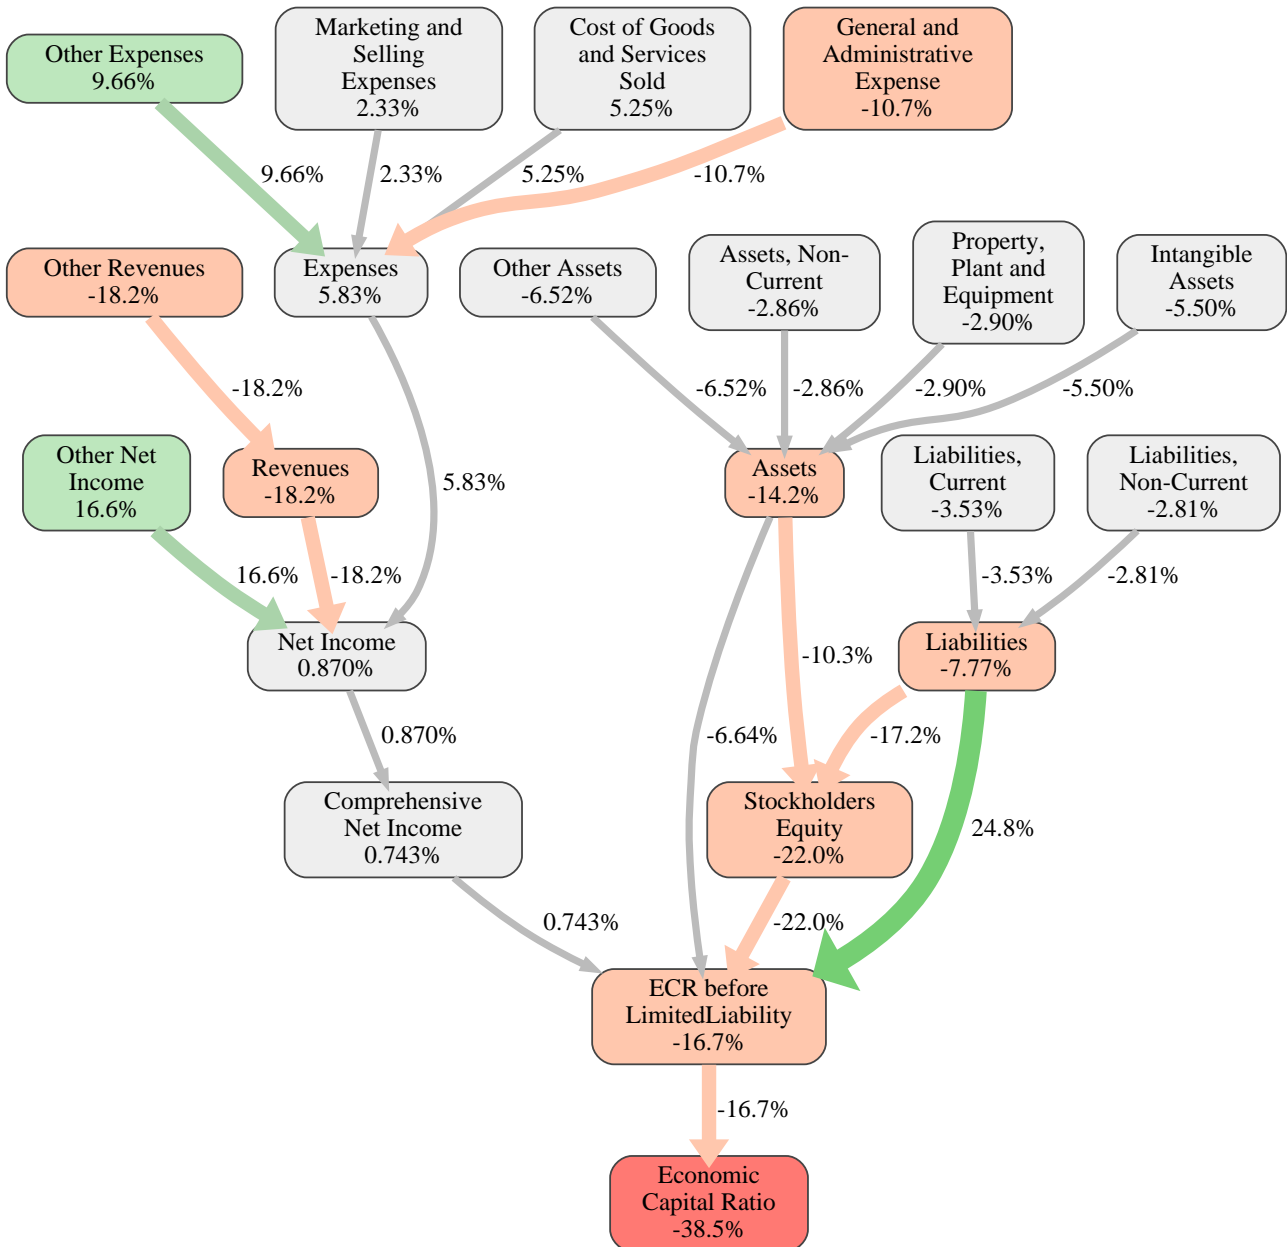 Other Expenses
9.66%
Marketing and
Selling
Expenses
2.33%
Cost of Goods
and Services
Sold
5.25%
General and
Administrative
Expense
-10.7%
9.66%
2.33%
5.25%
-10.7%
Other Revenues
-18.2%
Expenses
5.83%
Other Assets
-6.52%
Assets, Non-
Current
-2.86%
Property,
Plant and
Equipment
-2.90%
Intangible
Assets
-5.50%
-18.2%
5.83%
-6.52%
-2.86%
-2.90%
-5.50%
Other Net
Income
16.6%
Revenues
-18.2%
Assets
-14.2%
Liabilities,
Current
-3.53%
Liabilities,
Non-Current
-2.81%
16.6%
-18.2%
-3.53%
-2.81%
Net Income
0.870%
-10.3%
Liabilities
-7.77%
0.870%
-6.64%
-17.2%
24.8%
Comprehensive
Net Income
0.743%
Stockholders
Equity
-22.0%
0.743%
-22.0%
ECR before
LimitedLiability
-16.7%
-16.7%
Economic
Capital Ratio
-38.5%